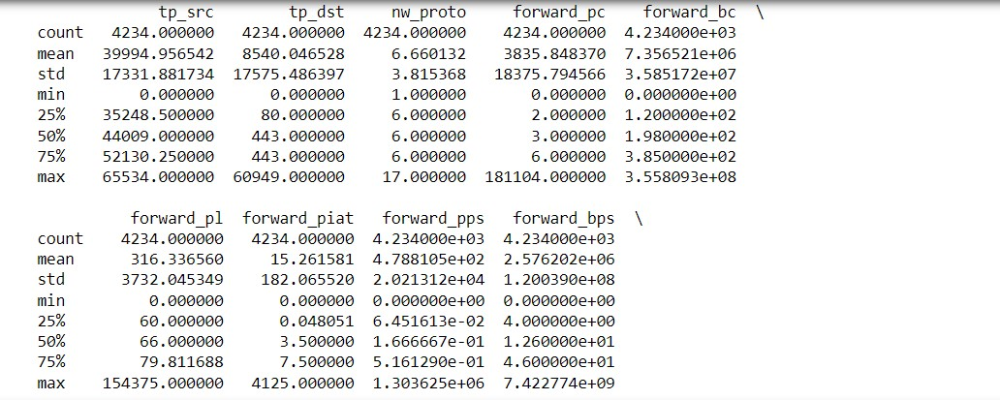 tp_src tp_dst nw_proto forward_pc forward_bc \
count 4234.000000 4234.000000 4234.000000 4234.000000 4.234000e+03
mean 39994.956542 8540.046528 6.660132 3835.848370 7.356521e+06
std 17331.881734 17575.486397 3.815368 18375.794566 3.585172e+07
min 0.000000 0.000000 1.000000 0.000000 0.000000e+00
25% 35248.500000 80.000000 6.000000 2.000000 1.200000e+02
50% 44009.000000 443.000000 6.000000 3.000000 1.980000e+02
75% 52130.250000 443.000000 6.000000 6.000000 3.850000e+02
max 65534.000000 60949.000000 17.000000 181104.000000 3.558093e+08
forward_pl forward_piat forward_pps forward_bps \
count 4234.000000 4234.000000 4.234000e+03 4.234000e+03
mean 316.336560 15.261581 4.788105e+02 2.576202e+06
std 3732.045349 182.065520 2.021312e+04 1.200390e+08
min 0.000000 0.000000 0.000000e+00 0.000000e+00
25% 60.000000 0.048051 6.451613e-02 4.000000e+00
50% 66.000000 3.500000 1.666667e-01 1.260000e+01
75% 79.811688 7.500000 5.161290e-01 4.600000e+01
max 154375.000000 4125.000000 1.303625e+06 7.422774e+09